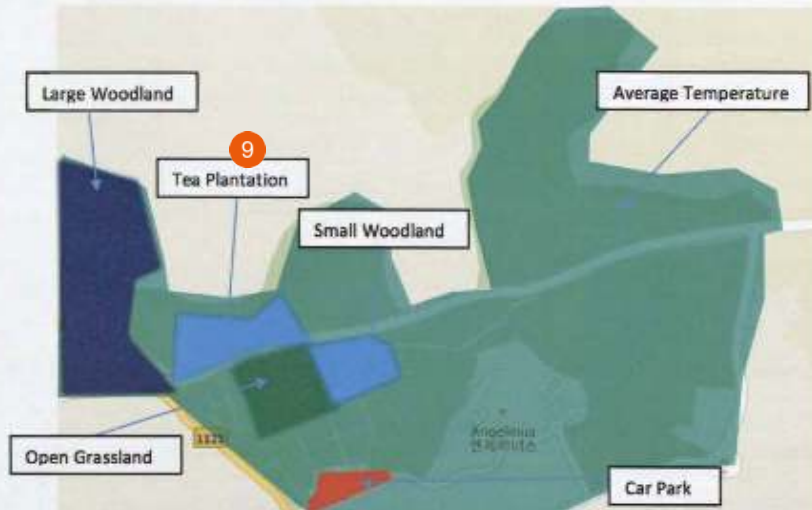 Large Woodland
Average Temperature
9
Tea Plantation
Small Woodland
1121
Open Grassland
Car Park